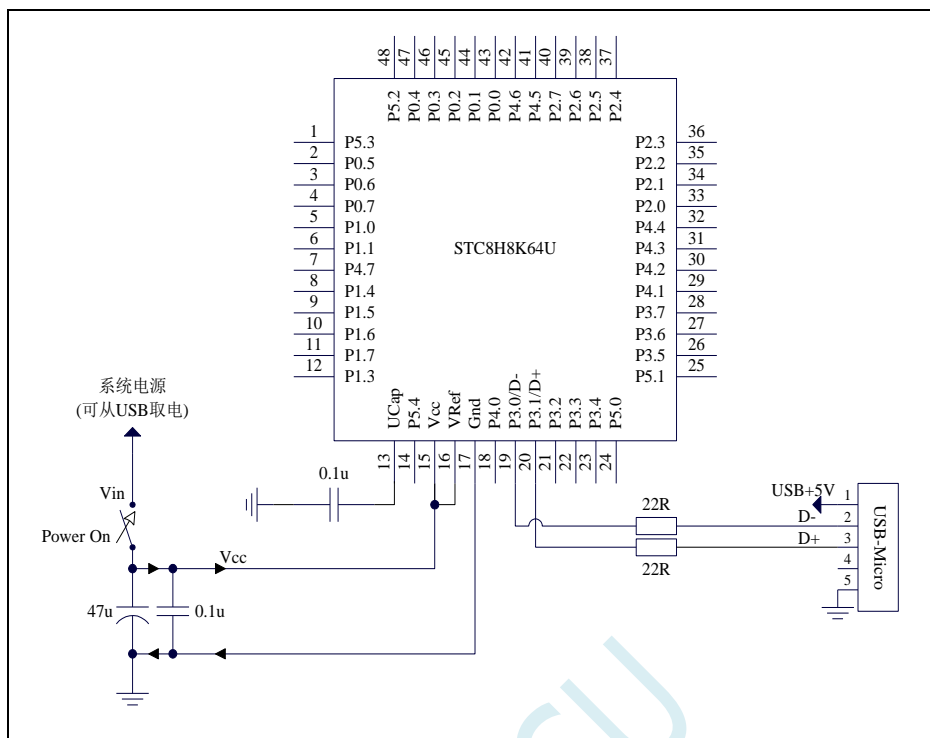 48 47 46 45 44 43 42 41 40 39 38 37
P5.2 P0.4 P0.3 P0.2 P0.1 P0.0 P4.6 P4.5 P2.7 P2.6 P2.5 P2.4
1 P5.3
2 P0.5
3 P0.6
4 P0.7
5 P1.0
6 P1.1
7 P4.7
8 P1.4
9 P1.5
10 P1.6
11 P1.7
12 P1.3
STC8H8K64U
P2.3 36
P2.2 35
P2.1 34
P2.0 33
P4.4 32
P4.3 31
P4.2 30
P4.1 29
P3.7 28
P3.6 27
P3.5 26
P5.1 25
UCap P5.4 Vcc VRef Gnd P4.0 P3.0/D- P3.1/D+ P3.2 P3.3 P3.4 P5.0
13 14 15 16 17 18 19 20 21 22 23 24
系统电源
(可从USB取电)
Vin
Power On
Vcc
47u
0.1u
0.1u
22R
22R
USB+5V
D-
D+
1
2
3
4
5
USB-Micro